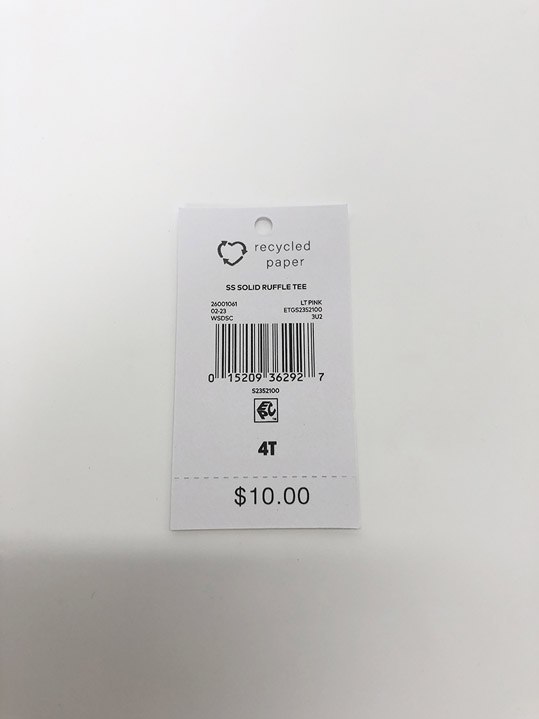 recycled
paper
SS SOLID RUFFLE TEE
26001061 LT PINK
02-23 ETGS2352100
WSDSC 3U2
0 15209 36292 7
S2352100
4T
$10.00